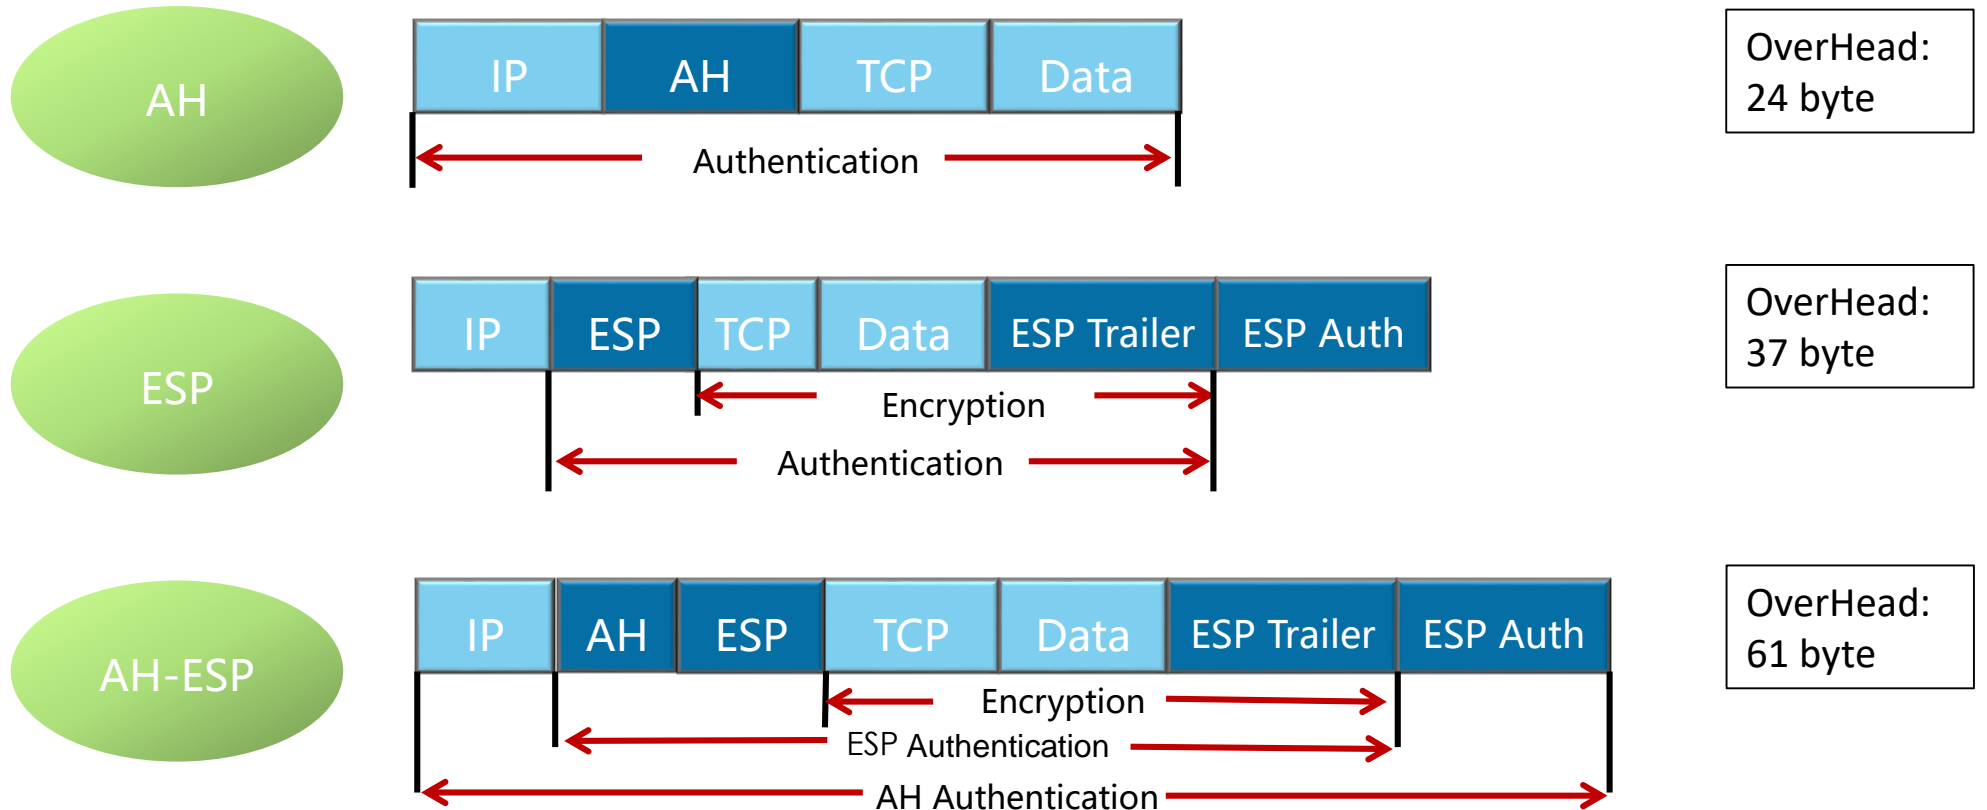 AH
IP AH TCP Data
Authentication
OverHead:
24 byte
ESP
IP ESP TCP Data ESP Trailer ESP Auth
Encryption
Authentication
OverHead:
37 byte
AH-ESP
IP AH ESP TCP Data ESP Trailer ESP Auth
Encryption
ESP Authentication
AH Authentication
OverHead:
61 byte